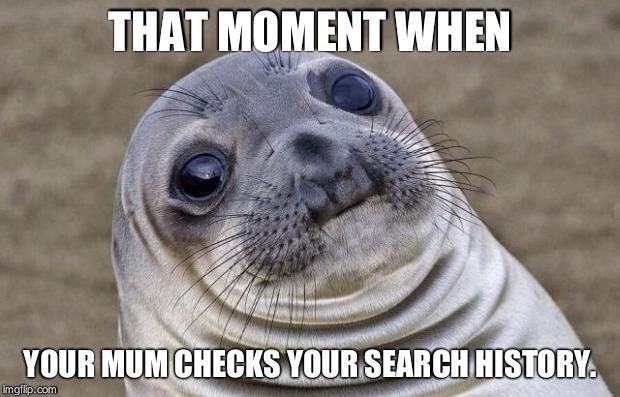 THAT MOMENT WHEN
YOUR MUM CHECKS YOUR SEARCH HISTORY.
imgflip.com